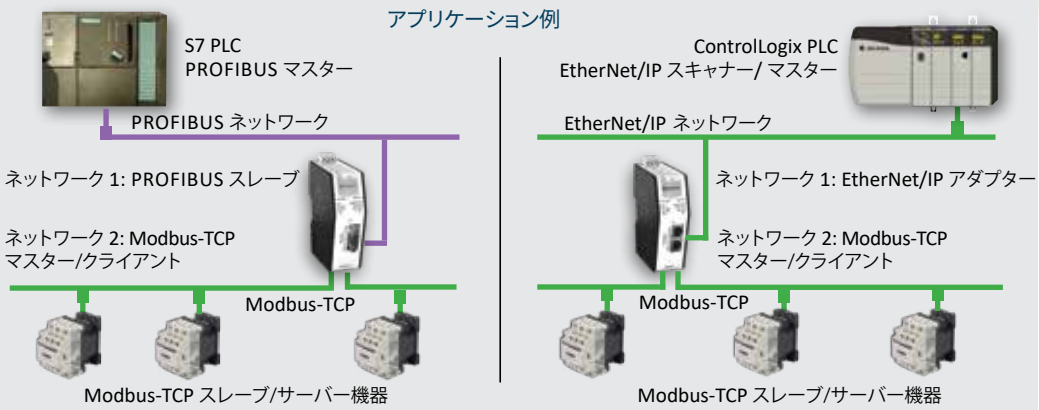 アプリケーション例
S7 PLC
PROFIBUS マスター
PROFIBUS ネットワーク
ネットワーク 1: PROFIBUS スレーブ
ネットワーク 2: Modbus-TCP
マスター/クライアント
Modbus-TCP
Modbus-TCP スレーブ/サーバー機器
ControlLogix PLC
EtherNet/IP スキャナー/ マスター
EtherNet/IP ネットワーク
ネットワーク 1: EtherNet/IP アダプター
ネットワーク 2: Modbus-TCP
マスター/クライアント
Modbus-TCP
Modbus-TCP スレーブ/サーバー機器